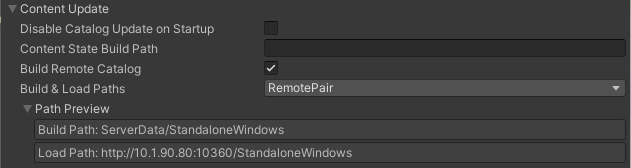 Content Update
Disable Catalog Update on Startup
Content State Build Path
Build Remote Catalog
Build & Load Paths RemotePair
Path Preview
Build Path: ServerData/StandaloneWindows
Load Path: http://10.1.90.80:10360/StandaloneWindows